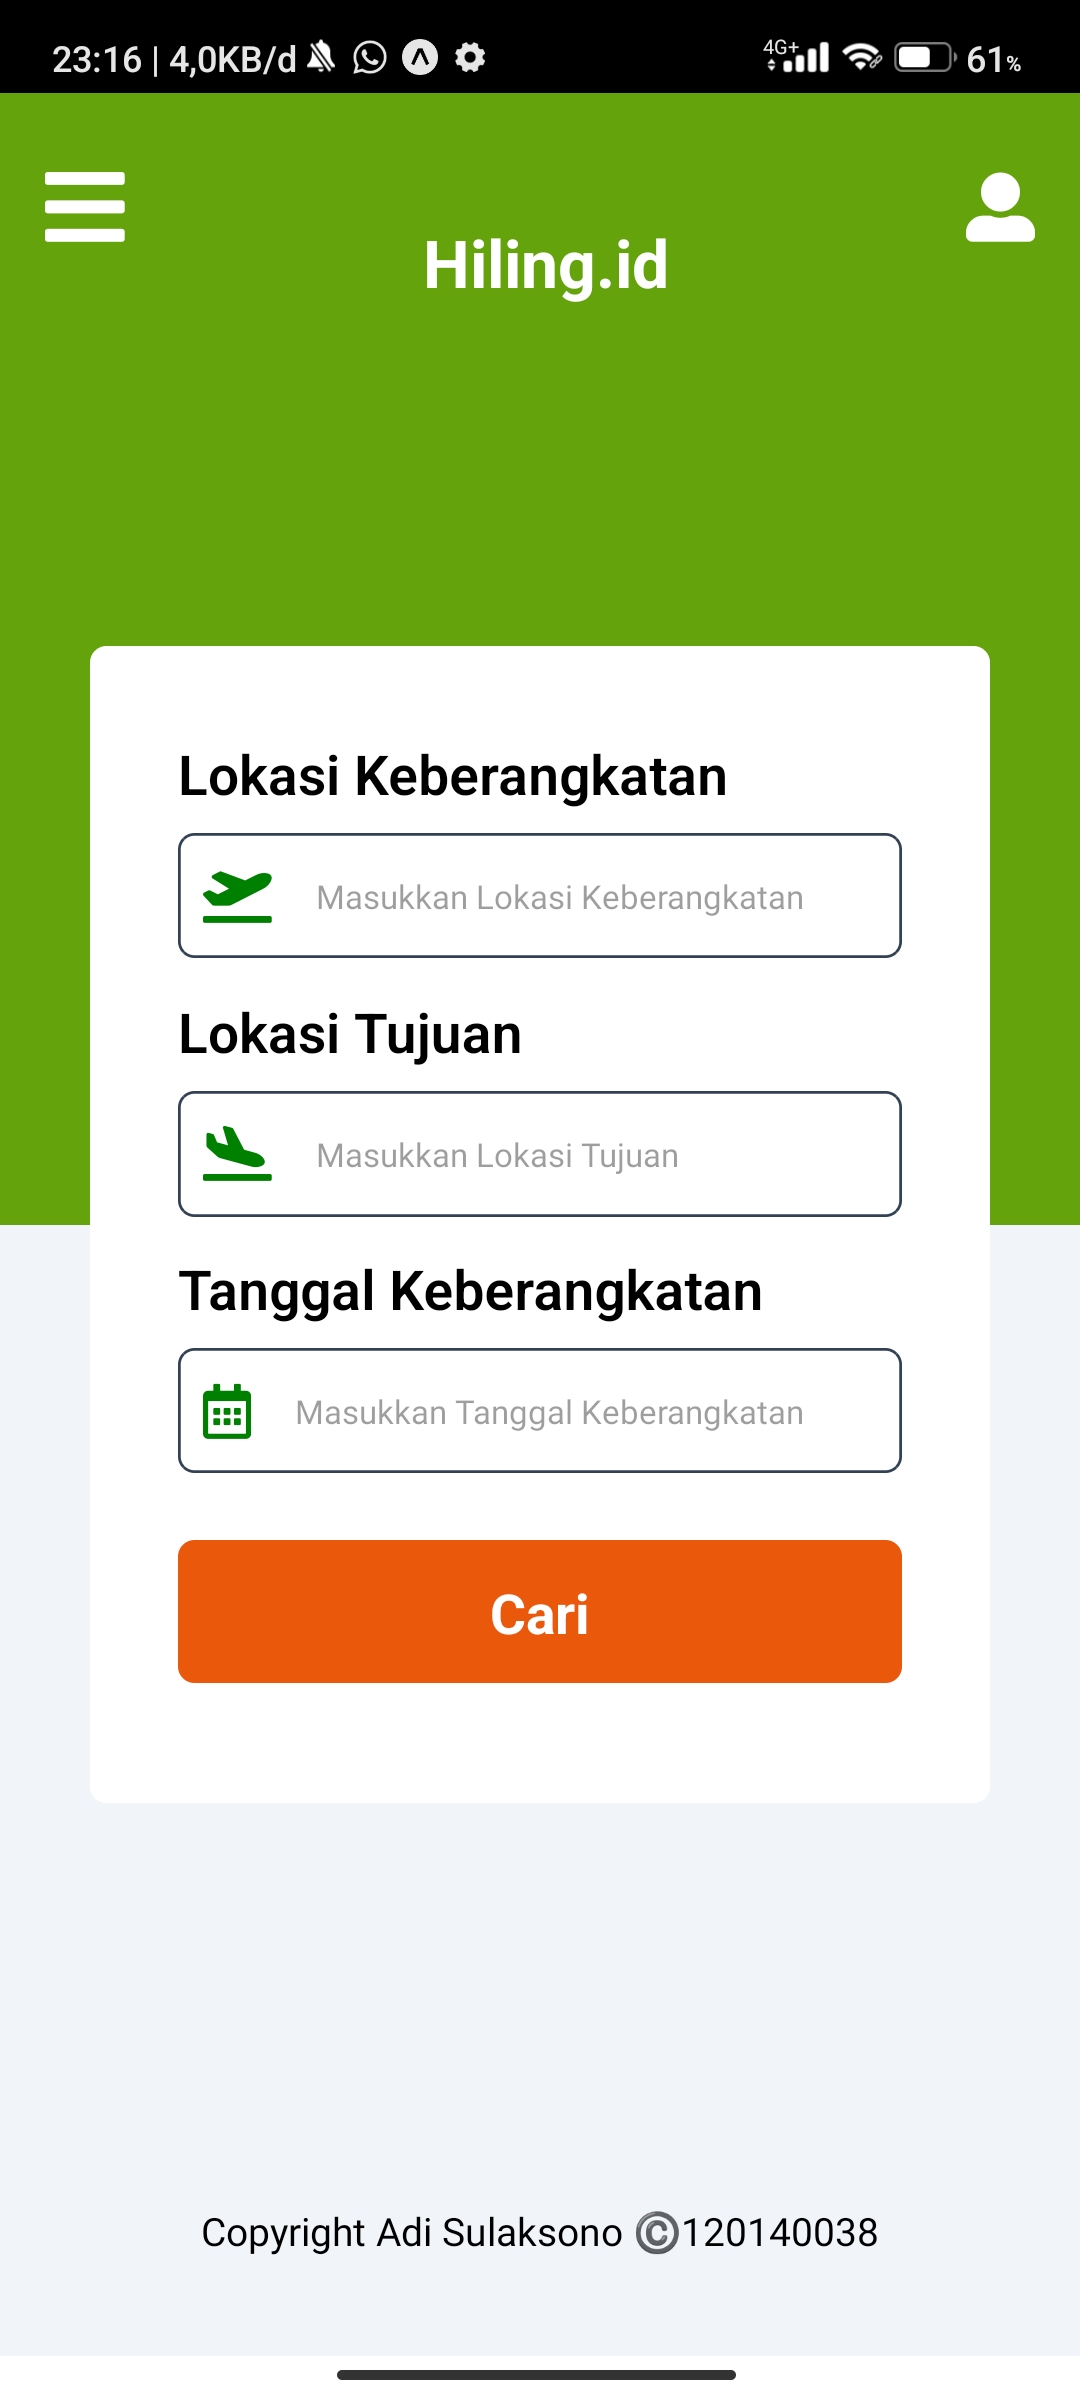 23:16 | 4,0KB/d 4G+ 61%
Hiling.id
Lokasi Keberangkatan
Masukkan Lokasi Keberangkatan
Lokasi Tujuan
Masukkan Lokasi Tujuan
Tanggal Keberangkatan
Masukkan Tanggal Keberangkatan
Cari
Copyright Adi Sulaksono ©120140038